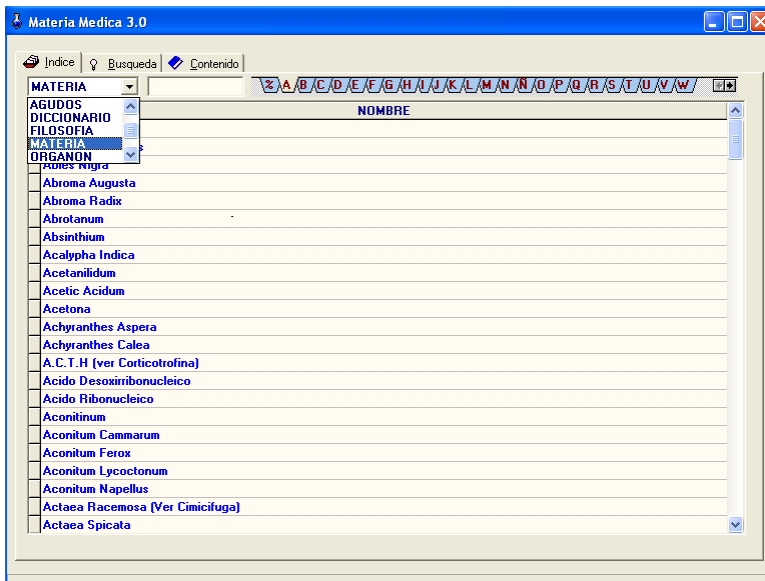 Materia Medica 3.0
Indice Busqueda Contenido
MATERIA % A B C D E F G H I J K L M N Ñ O P Q R S T U V W
AGUDOS
DICCIONARIO
FILOSOFIA
MATERIA
ORGANON
NOMBRE
Abies Nigra
Abroma Augusta
Abroma Radix
Abrotanum
Absinthium
Acalypha Indica
Acetanilidum
Acetic Acidum
Acetona
Achyranthes Aspera
Achyranthes Calea
A.C.T.H (ver Corticotrofina)
Acido Desoxirribonucleico
Acido Ribonucleico
Aconitinum
Aconitum Cammarum
Aconitum Ferox
Aconitum Lycoctonum
Aconitum Napellus
Actaea Racemosa (Ver Cimicifuga)
Actaea Spicata